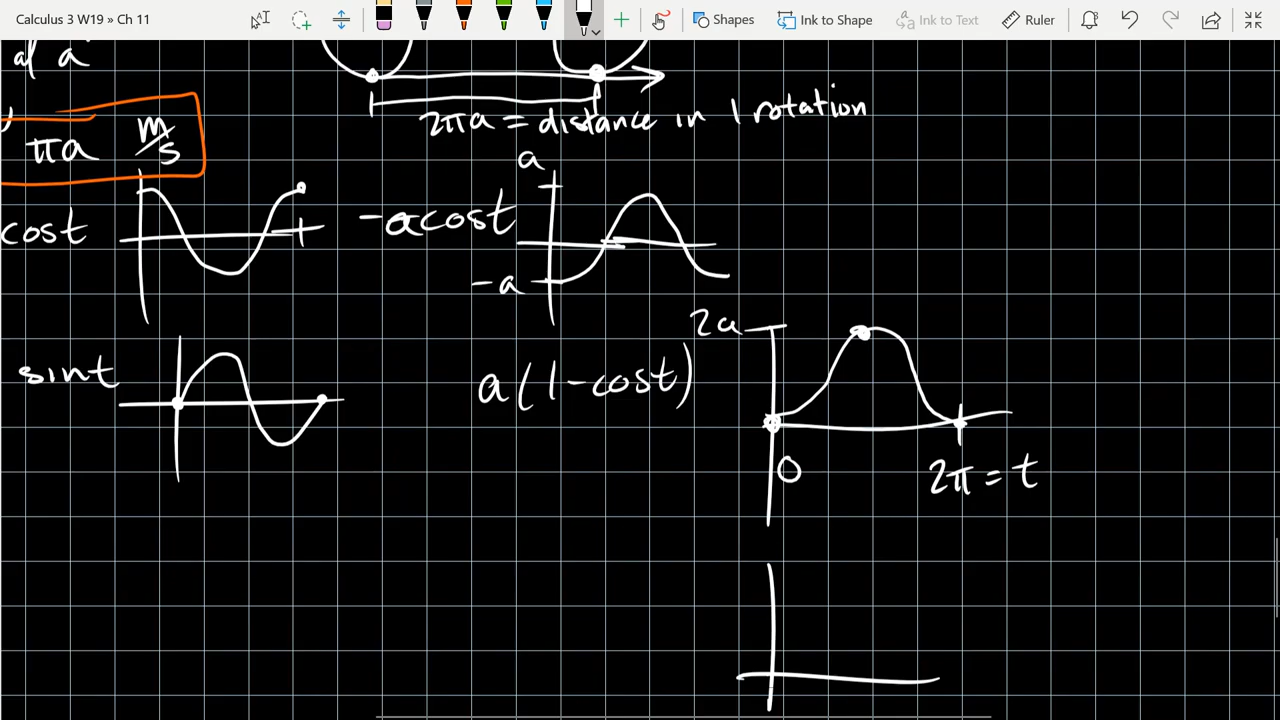 Calculus 3 W19 » Ch 11
Shapes
Ink to Shape
Ink to Text
Ruler
of a
2πa = distance in 1 rotation
πa m/s
cost
-acost
a
-a
sint
a(1-cost)
2a
0
2π=t